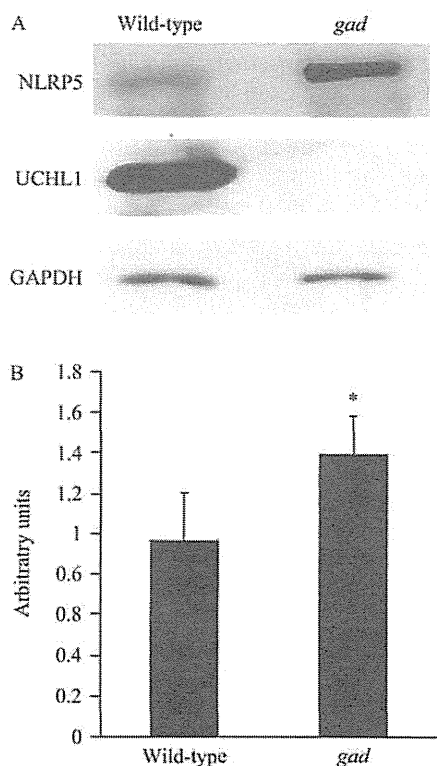 A
Wild-type gad
NLRP5
UCHL1
GAPDH
B
1.8
1.6
*
1.4
1.2
1
0.6
0.8
0.4
0.2
0
Arbitratry units
Wild-type gad